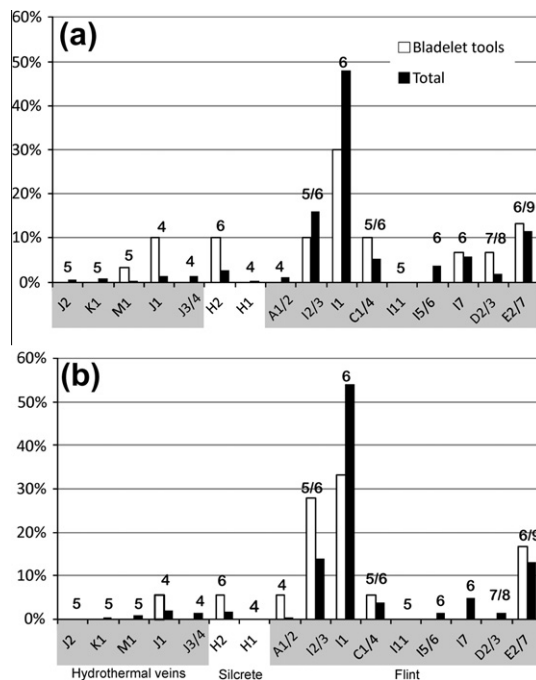 60%
(a)
Bladelet tools
Total
50%
40%
30%
20%
10%
0%
5 5 5 4 4 6 4 4 5/6 6 5/6 5 6 6 7/8 6/9
J2 K1 M1 J1 J3/4 H2 H1 A1/2 I2/3 I1 C1/4 I11 I5/6 I7 D2/3 E2/7
60%
(b)
50%
40%
30%
20%
10%
0%
5 5 5 4 4 6 4 4 5/6 6 5/6 5 6 6 7/8 6/9
J2 K1 M1 J1 J3/4 H2 H1 A1/2 I2/3 I1 C1/4 I11 I5/6 I7 D2/3 E2/7
Hydrothermal veins Silcrete Flint